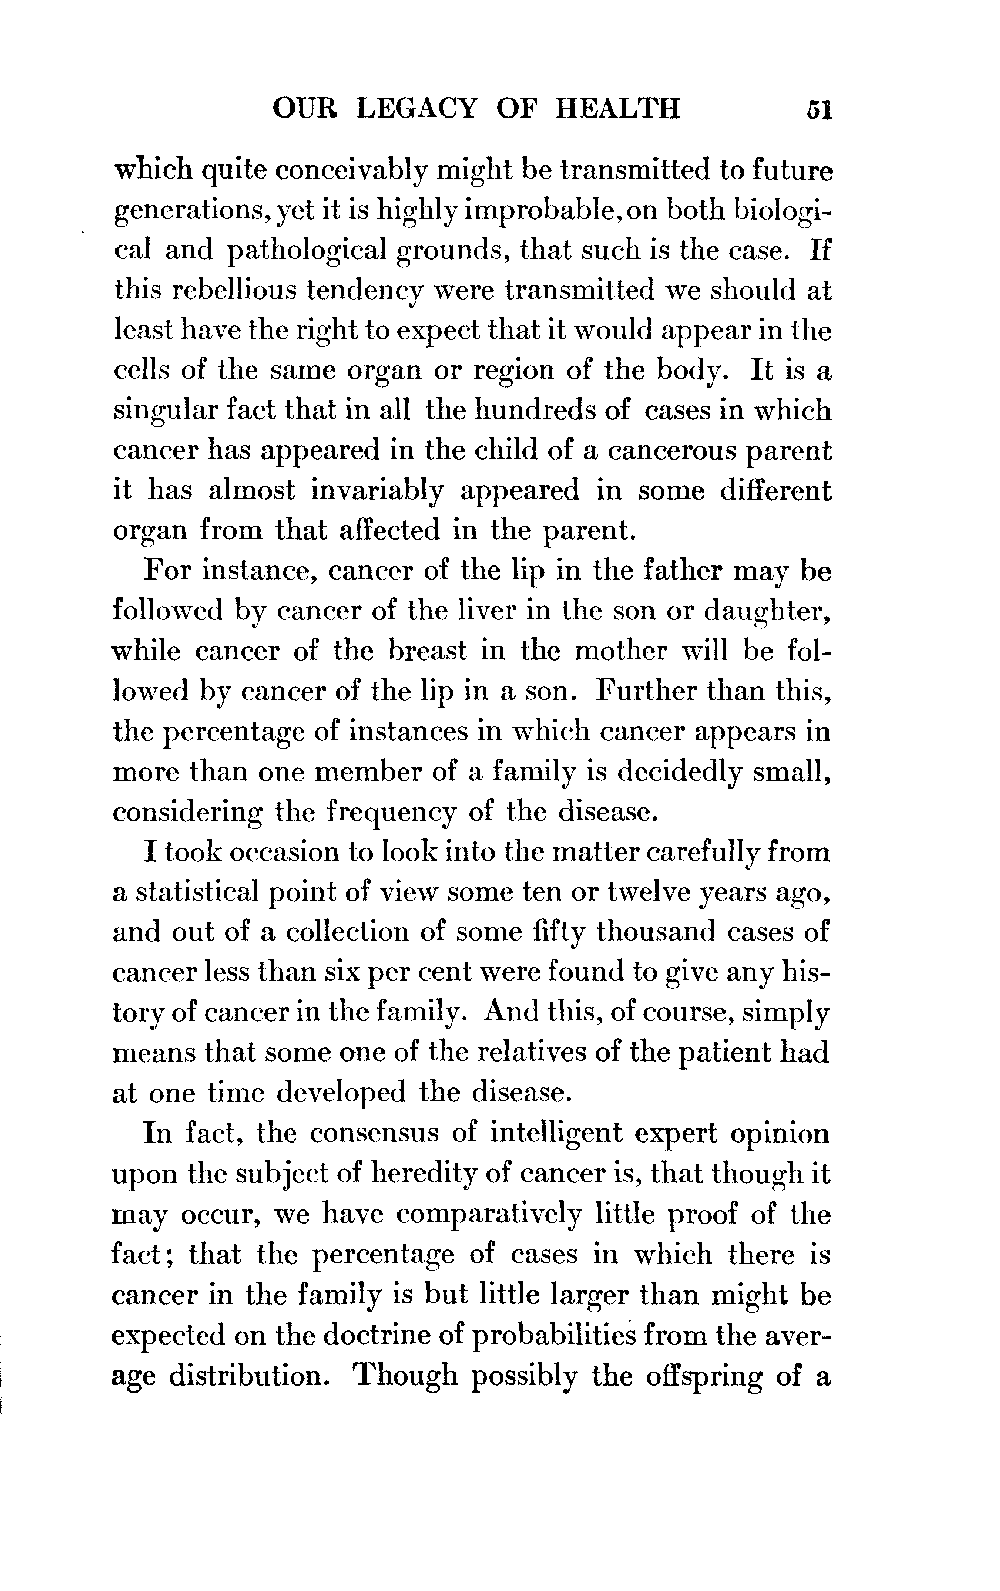 OUR LEGACY OF HEALTH 51
which quite conceivably might be transmitted to future
generations, yet it is highly improbable, on both biologi-
cal and pathological grounds, that such is the case. If
this rebellious tendency were transmitted we should at
least have the right to expect that it would appear in the
cells of the same organ or region of the body. It is a
singular fact that in all the hundreds of cases in which
cancer has appeared in the child of a cancerous parent
it has almost invariably appeared in some different
organ from that affected in the parent.
For instance, cancer of the lip in the father may be
followed by cancer of the liver in the son or daughter,
while cancer of the breast in the mother will be fol-
lowed by cancer of the lip in a son. Further than this,
the percentage of instances in which cancer appears in
more than one member of a family is decidedly small,
considering the frequency of the disease.
I took occasion to look into the matter carefully from
a statistical point of view some ten or twelve years ago,
and out of a collection of some fifty thousand cases of
cancer less than six per cent were found to give any his-
tory of cancer in the family. And this, of course, simply
means that some one of the relatives of the patient had
at one time developed the disease.
In fact, the consensus of intelligent expert opinion
upon the subject of heredity of cancer is, that though it
may occur, we have comparatively little proof of the
fact; that the percentage of cases in which there is
cancer in the family is but little larger than might be
expected on the doctrine of probabilities from the aver-
age distribution. Though possibly the offspring of a